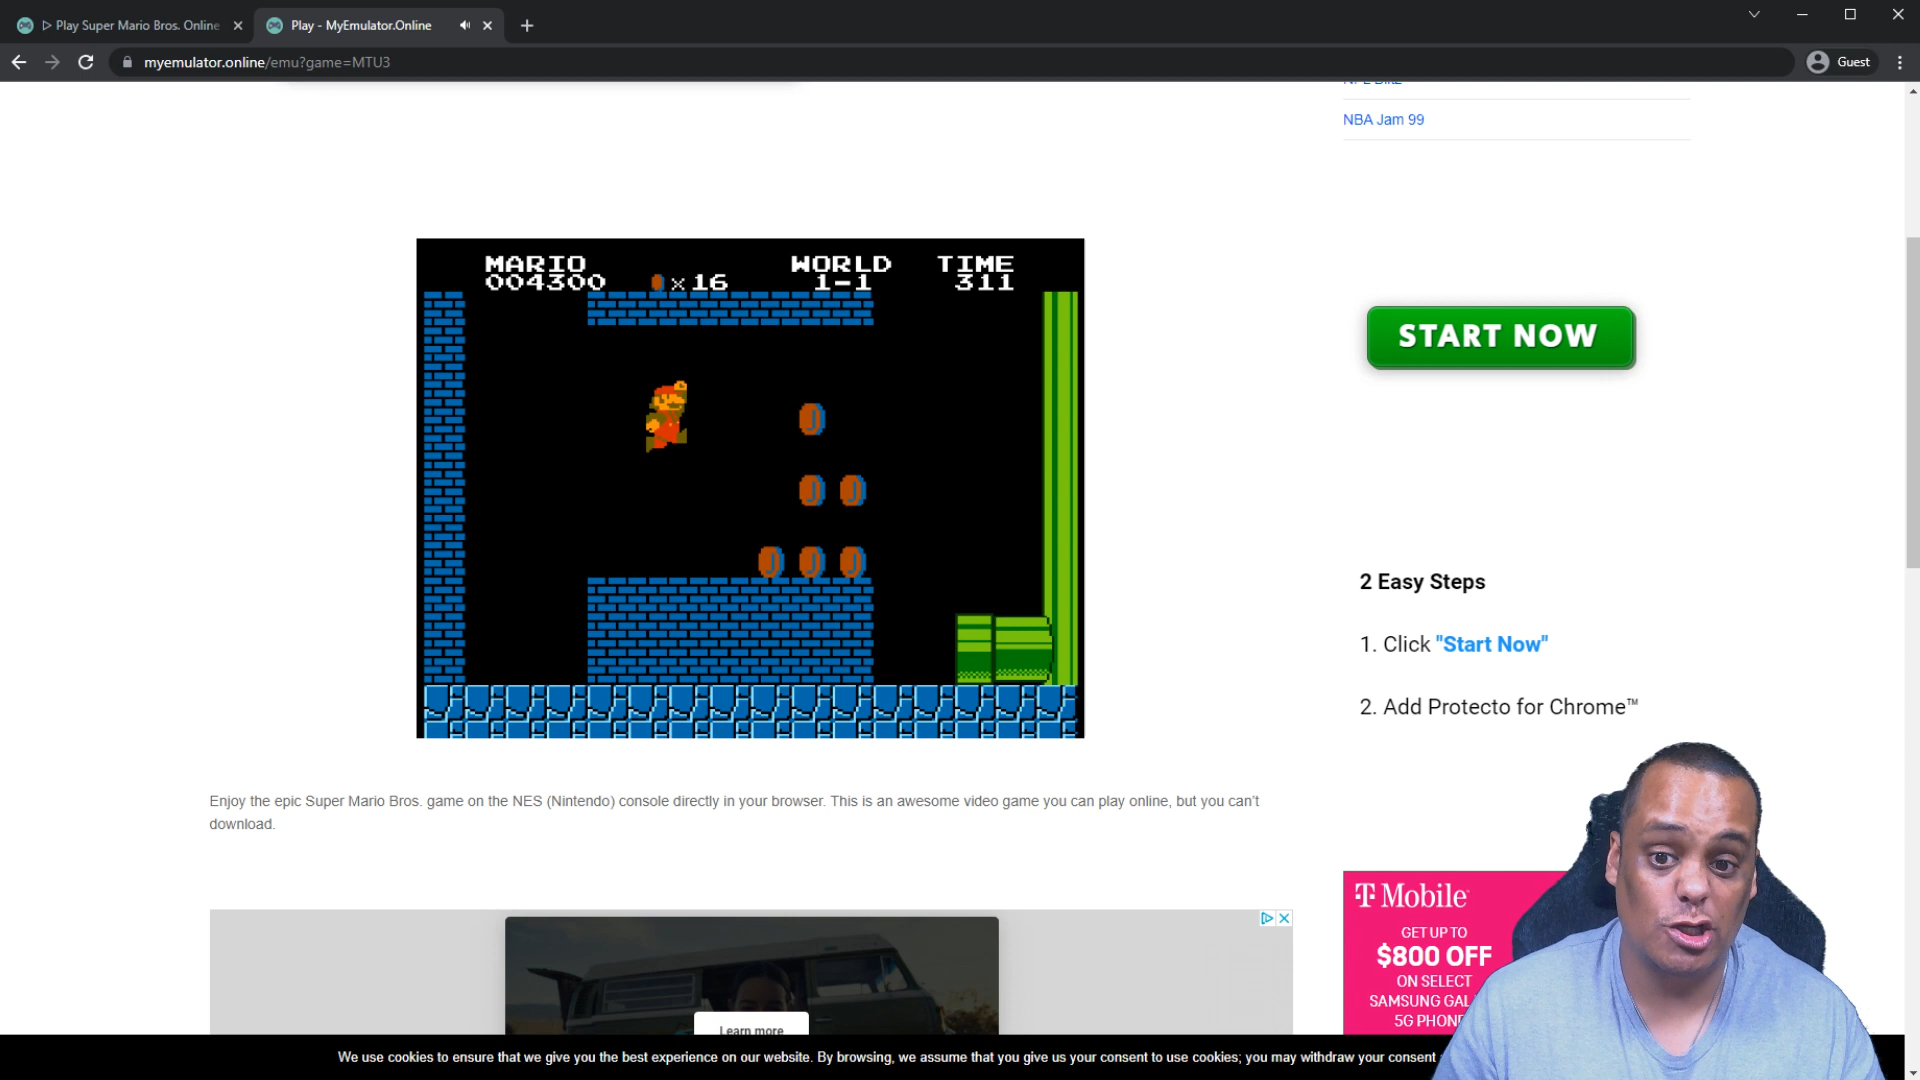 ▷ Play Super Mario Bros. Online
Play - MyEmulator.Online
myemulator.online/emu?game=MTU3
Guest
NBA Jam 99
MARIO WORLD TIME
004300 x16 1-1 311
START NOW
2 Easy Steps
1. Click "Start Now"
2. Add Protecto for Chrome™
Enjoy the epic Super Mario Bros. game on the NES (Nintendo) console directly in your browser. This is an awesome video game you can play online, but you can't
download.
T Mobile
GET UP TO
$800 OFF
ON SELECT
SAMSUNG GAL
5G PHON
Learn more
We use cookies to ensure that we give you the best experience on our website. By browsing, we assume that you give us your consent to use cookies; you may withdraw your consent